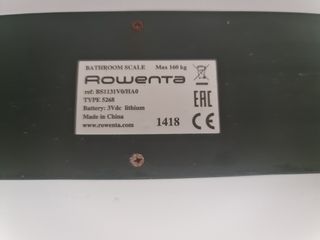 BATHROOM SCALE Max 160 kg
Rowenta
ref: BS1131V0/HA0
TYPE 5268
Battery: 3Vdc lithium
Made in China
www.rowenta.com 1418
EAC
CE